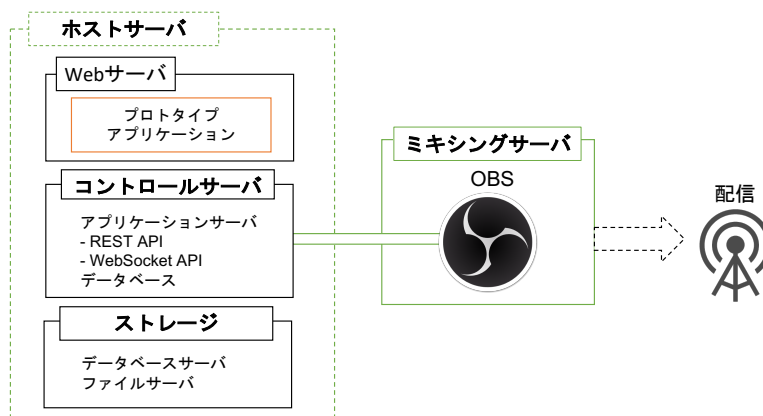 ホストサーバ
Webサーバ
プロトタイプ
アプリケーション
コントロールサーバ
アプリケーションサーバ
- REST API
- WebSocket API
データベース
ストレージ
データベースサーバ
ファイルサーバ
ミキシングサーバ
OBS
配信